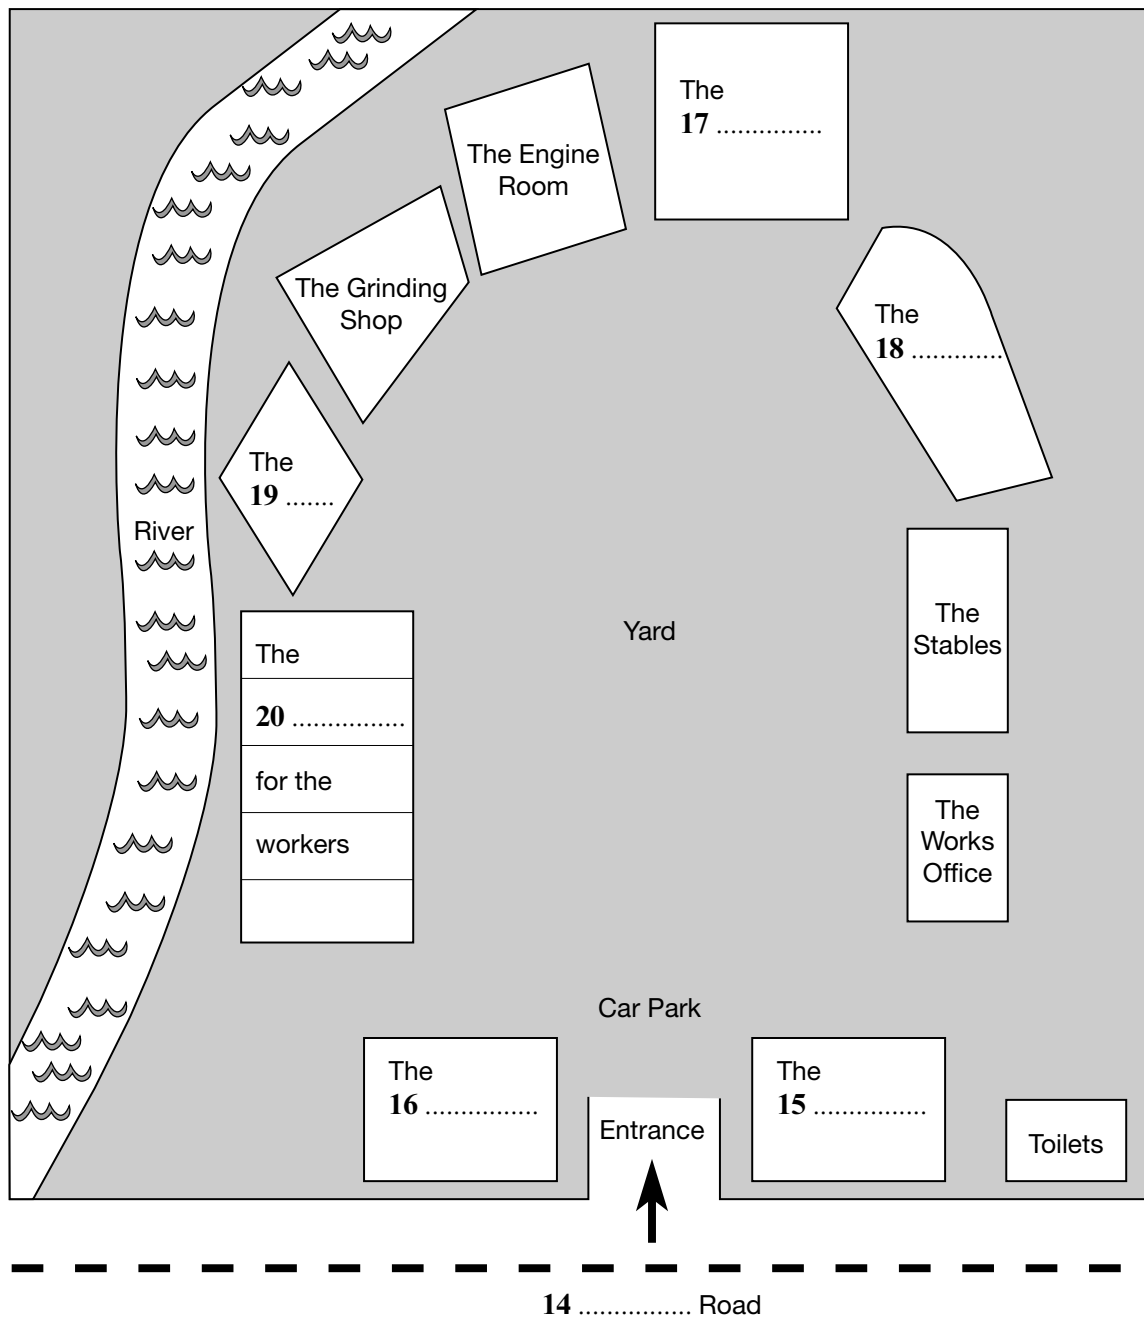 The
17 ..............
The Engine
Room
The Grinding
Shop
The
18 ............
The
19 .......
River
Yard
The
Stables
The
20 ................
for the
workers
The
Works
Office
Car Park
The
16 ................
Entrance
The
15 ................
Toilets
14 ................ Road